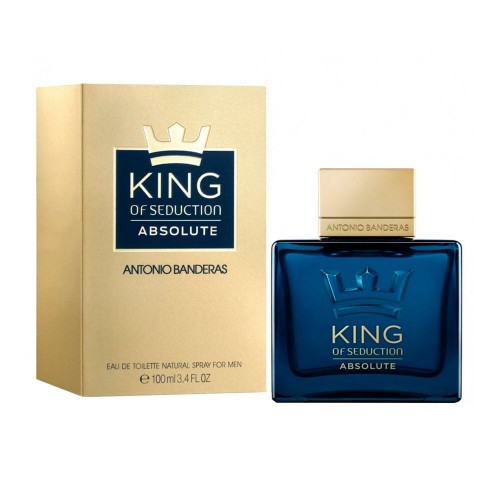 KING
OF SEDUCTION
ABSOLUTE
ANTONIO BANDERAS
EAU DE TOILETTE NATURAL SPRAY FOR MEN
℮ 100 ml 3.4 FL OZ
ANTONIO BANDERAS
KING
OF SEDUCTION
ABSOLUTE